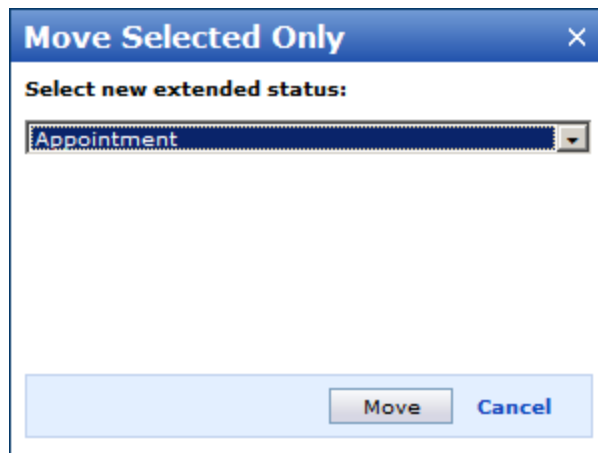 Move Selected Only
Select new extended status:
Appointment
Move Cancel